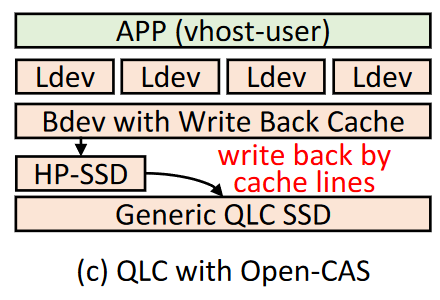 APP (vhost-user)
Ldev Ldev Ldev Ldev
Bdev with Write Back Cache
HP-SSD
write back by
cache lines
Generic QLC SSD
(c) QLC with Open-CAS